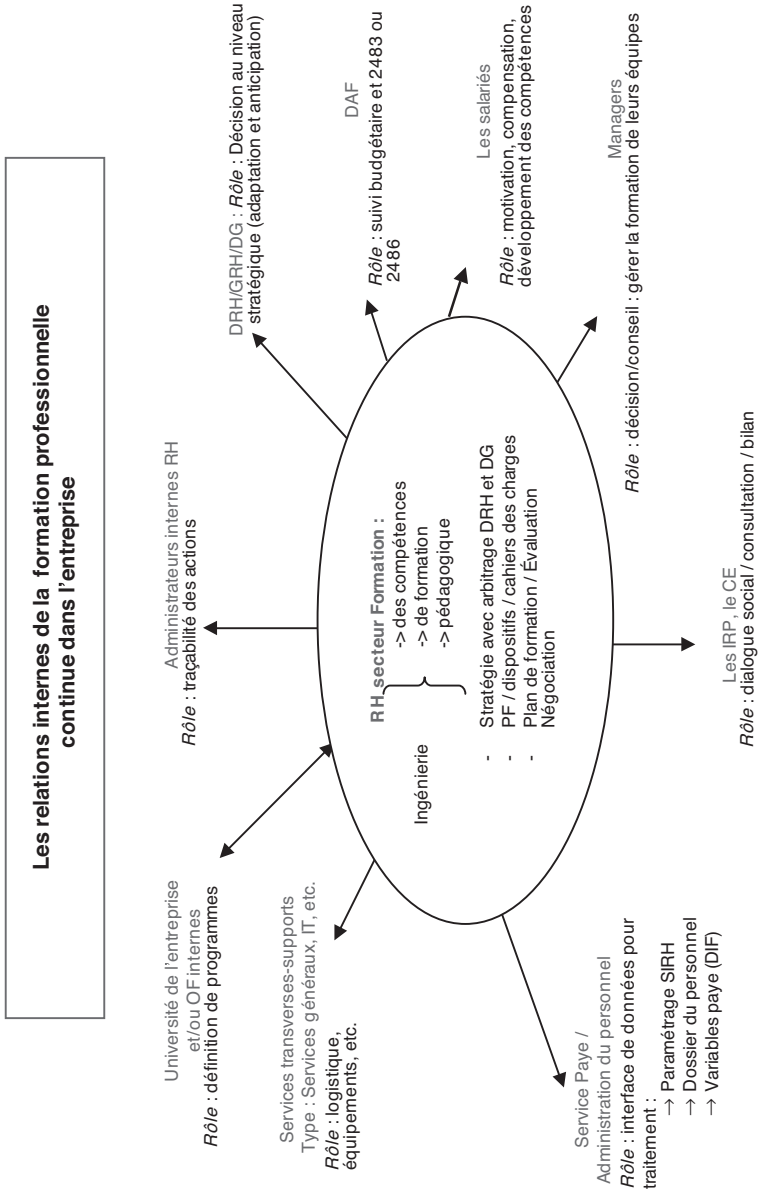 Les relations internes de la formation professionnelle
continue dans l'entreprise
Université de l'entreprise
et/ou OF internes
Rôle : définition de programmes
Administrateurs internes RH
Rôle : traçabilité des actions
DRH/GRH/DG : Rôle : Décision au niveau
stratégique (adaptation et anticipation)
Services transverses-supports
Type : Services généraux, IT, etc.
Rôle : logistique,
équipements, etc.
DAF
Rôle : suivi budgétaire et 2483 ou
2486
RH secteur Formation :
Ingénierie
-> des compétences
-> de formation
-> pédagogique
- Stratégie avec arbitrage DRH et DG
- PF / dispositifs / cahiers des charges
- Plan de formation / Évaluation
Négociation
Les salariés
Rôle : motivation, compensation,
développement des compétences
Service Paye /
Administration du personnel
Rôle : interface de données pour
traitement :
→ Paramétrage SIRH
→ Dossier du personnel
→ Variables paye (DIF)
Managers
Rôle : décision/conseil : gérer la formation de leurs équipes
Les IRP, le CE
Rôle : dialogue social / consultation / bilan